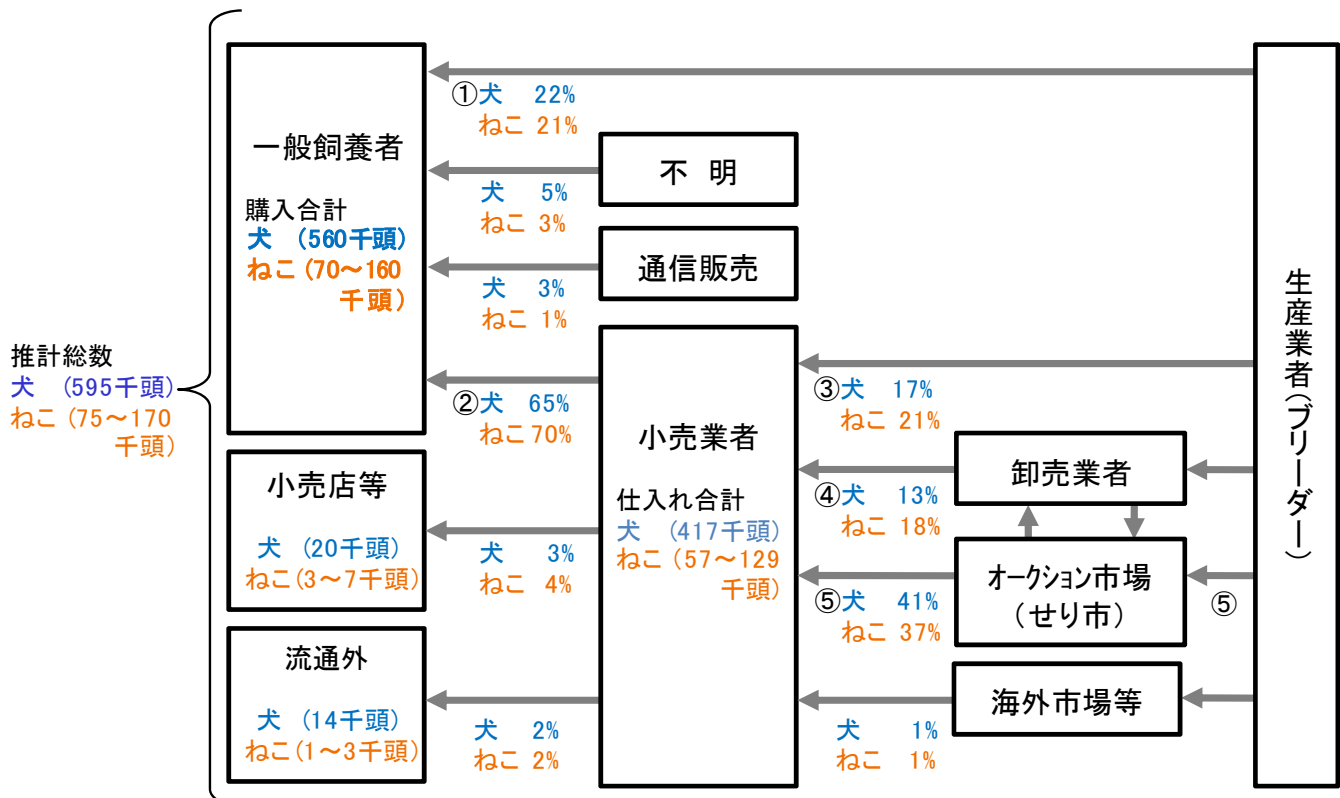 推計総数
犬 (595千頭)
ねこ (75～170
千頭)
一般飼養者
購入合計
犬 (560千頭)
ねこ (70～160
千頭)
小売店等
犬 (20千頭)
ねこ(3～7千頭)
流通外
犬 (14千頭)
ねこ(1～3千頭)
①犬 22%
ねこ 21%
犬 5%
ねこ 3%
犬 3%
ねこ 1%
②犬 65%
ねこ 70%
犬 3%
ねこ 4%
犬 2%
ねこ 2%
不 明
通信販売
小売業者
仕入れ合計
犬 (417千頭)
ねこ (57～129
千頭)
③犬 17%
ねこ 21%
④犬 13%
ねこ 18%
⑤犬 41%
ねこ 37%
犬 1%
ねこ 1%
卸売業者
オークション市場
(せり市)
海外市場等
⑤
生産業者(ブリーダー)